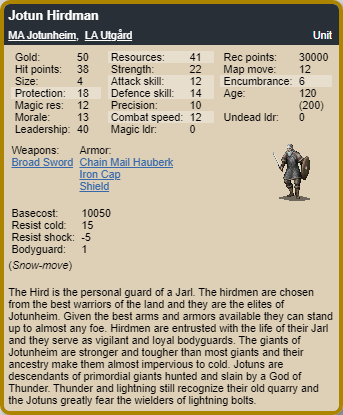 Jotun Hirdman
MA Jotunheim, LA Utgård Unit
Gold: 50 Resources: 41 Rec points: 30000
Hit points: 38 Strength: 22 Map move: 12
Size: 4 Attack skill: 12 Encumbrance: 6
Protection: 18 Defence skill: 14 Age: 120
Magic res: 12 Precision: 10 (200)
Morale: 13 Combat speed: 12 Undead ldr: 0
Leadership: 40 Magic ldr: 0
Weapons: Armor:
Broad Sword Chain Mail Hauberk
Iron Cap
Shield
Basecost: 10050
Resist cold: 15
Resist shock: -5
Bodyguard: 1
(Snow-move)
The Hird is the personal guard of a Jarl. The hirdmen are chosen
from the best warriors of the land and they are the elites of
Jotunheim. Given the best arms and armors available they can stand
up to almost any foe. Hirdmen are entrusted with the life of their Jarl
and they serve as vigilant and loyal bodyguards. The giants of
Jotunheim are stronger and tougher than most giants and their
ancestry make them almost impervious to cold. Jotuns are
descendants of primordial giants hunted and slain by a God of
Thunder. Thunder and lightning still recognize their old quarry and
the Jotuns greatly fear the wielders of lightning bolts.